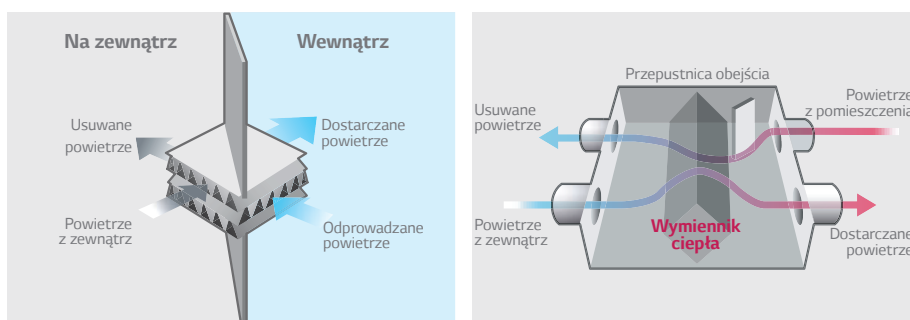 Na zewnątrz
Wewnątrz
Usuwane
powietrze
Dostarczane
powietrze
Powietrze
z zewnątrz
Odprowadzane
powietrze
Przepustnica obejścia
Usuwane
powietrze
Powietrze
z pomieszczenia
Powietrze
z zewnątrz
Wymiennik
ciepła
Dostarczane
powietrze